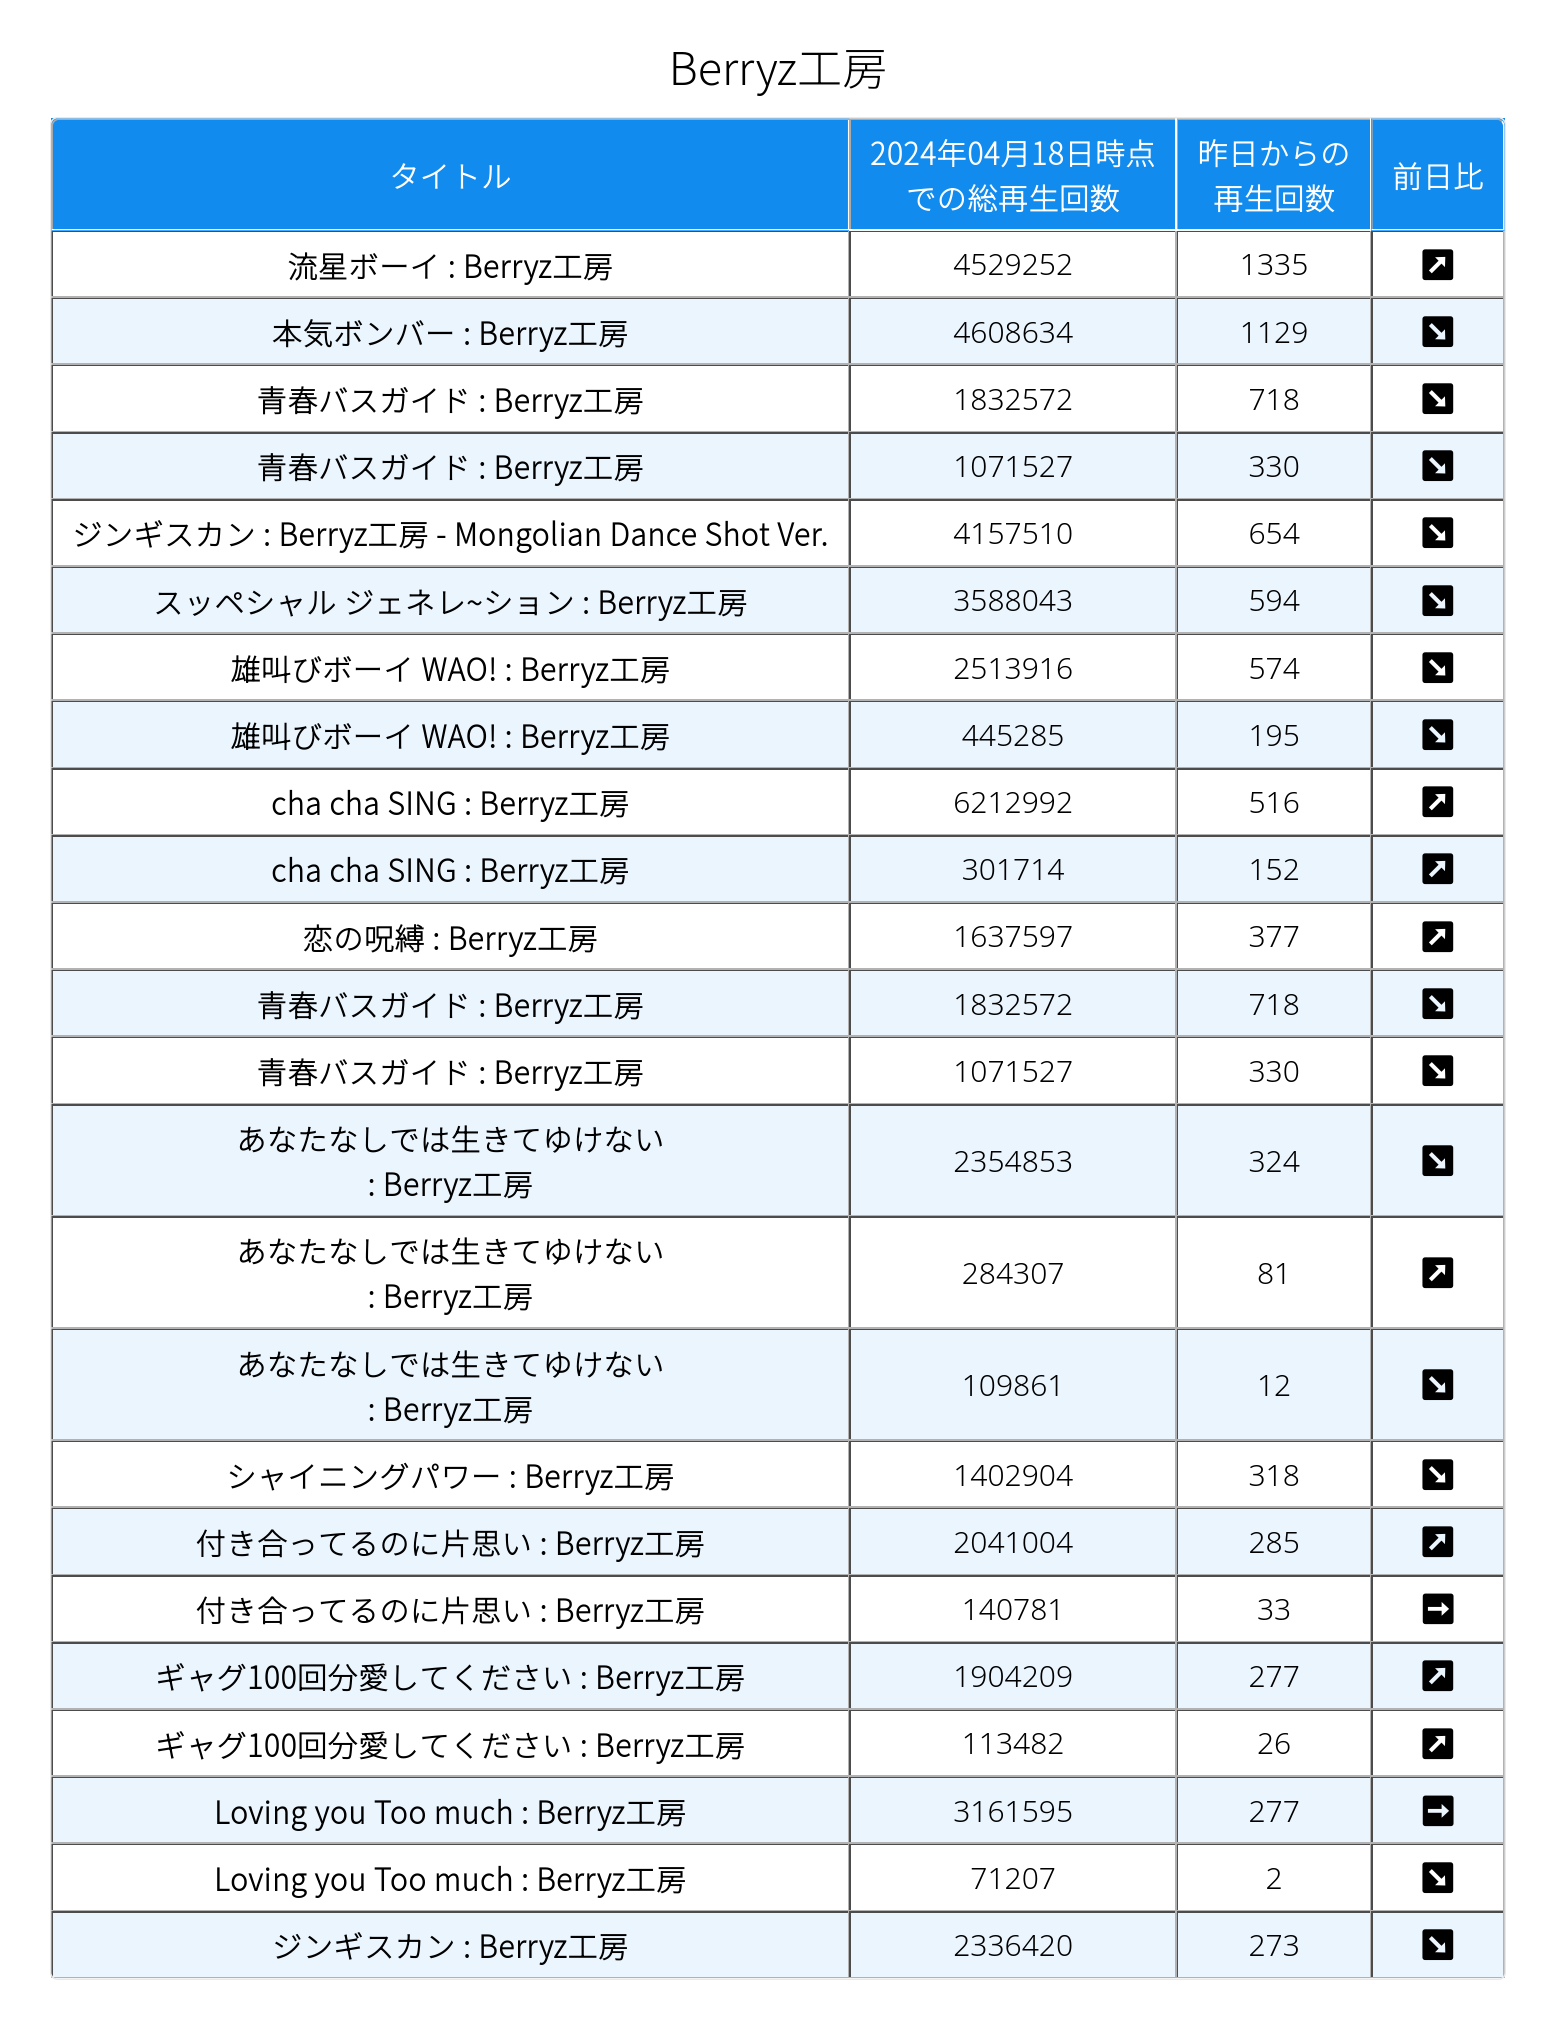 Berryz工房
タイトル 2024年04月18日時点 昨日からの 前日比
での総再生回数 再生回数
流星ボーイ : Berryz工房 4529252 1335 ↗
本気ボンバー : Berryz工房 4608634 1129 ↘
青春バスガイド : Berryz工房 1832572 718 ↘
青春バスガイド : Berryz工房 1071527 330 ↘
ジンギスカン : Berryz工房 - Mongolian Dance Shot Ver. 4157510 654 ↘
スッペシャル ジェネレ~ション : Berryz工房 3588043 594 ↘
雄叫びボーイ WAO! : Berryz工房 2513916 574 ↘
雄叫びボーイ WAO! : Berryz工房 445285 195 ↘
cha cha SING : Berryz工房 6212992 516 ↗
cha cha SING : Berryz工房 301714 152 ↗
恋の呪縛 : Berryz工房 1637597 377 ↗
青春バスガイド : Berryz工房 1832572 718 ↘
青春バスガイド : Berryz工房 1071527 330 ↘
あなたなしでは生きてゆけない
: Berryz工房 2354853 324 ↘
あなたなしでは生きてゆけない
: Berryz工房 284307 81 ↗
あなたなしでは生きてゆけない
: Berryz工房 109861 12 ↘
シャイニングパワー : Berryz工房 1402904 318 ↘
付き合ってるのに片思い : Berryz工房 2041004 285 ↗
付き合ってるのに片思い : Berryz工房 140781 33 →
ギャグ100回分愛してください : Berryz工房 1904209 277 ↗
ギャグ100回分愛してください : Berryz工房 113482 26 ↗
Loving you Too much : Berryz工房 3161595 277 →
Loving you Too much : Berryz工房 71207 2 ↘
ジンギスカン : Berryz工房 2336420 273 ↘